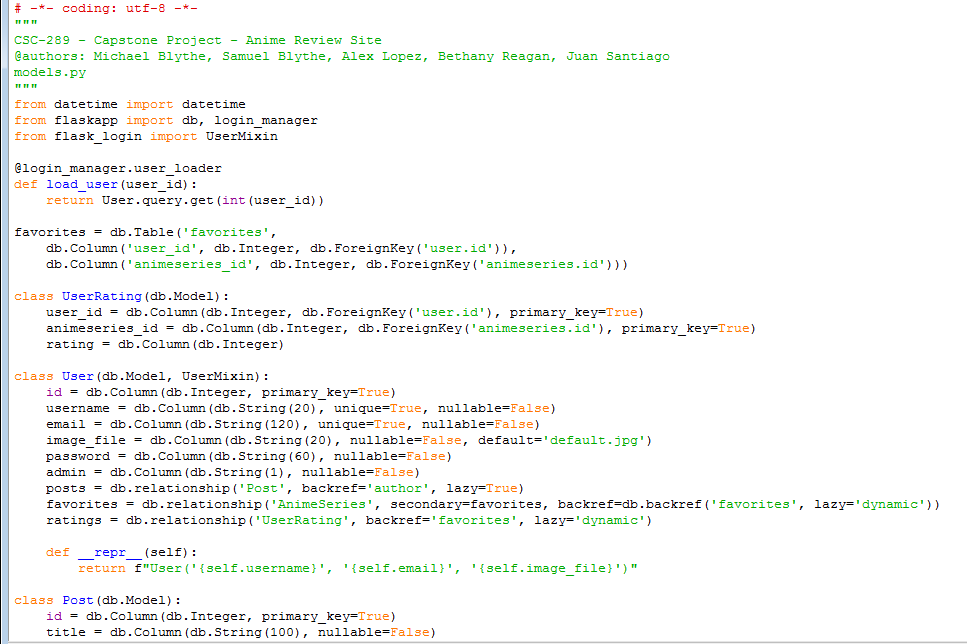 # -*- coding: utf-8 -*-
"""
CSC-289 - Capstone Project - Anime Review Site
@authors: Michael Blythe, Samuel Blythe, Alex Lopez, Bethany Reagan, Juan Santiago
models.py
"""
from datetime import datetime
from flaskapp import db, login_manager
from flask_login import UserMixin

@login_manager.user_loader
def load_user(user_id):
    return User.query.get(int(user_id))

favorites = db.Table('favorites',
    db.Column('user_id', db.Integer, db.ForeignKey('user.id')),
    db.Column('animeseries_id', db.Integer, db.ForeignKey('animeseries.id')))

class UserRating(db.Model):
    user_id = db.Column(db.Integer, db.ForeignKey('user.id'), primary_key=True)
    animeseries_id = db.Column(db.Integer, db.ForeignKey('animeseries.id'), primary_key=True)
    rating = db.Column(db.Integer)

class User(db.Model, UserMixin):
    id = db.Column(db.Integer, primary_key=True)
    username = db.Column(db.String(20), unique=True, nullable=False)
    email = db.Column(db.String(120), unique=True, nullable=False)
    image_file = db.Column(db.String(20), nullable=False, default='default.jpg')
    password = db.Column(db.String(60), nullable=False)
    admin = db.Column(db.String(1), nullable=False)
    posts = db.relationship('Post', backref='author', lazy=True)
    favorites = db.relationship('AnimeSeries', secondary=favorites, backref=db.backref('favorites', lazy='dynamic'))
    ratings = db.relationship('UserRating', backref='favorites', lazy='dynamic')

    def __repr__(self):
        return f"User('{self.username}', '{self.email}', '{self.image_file}')"

class Post(db.Model):
    id = db.Column(db.Integer, primary_key=True)
    title = db.Column(db.String(100), nullable=False)